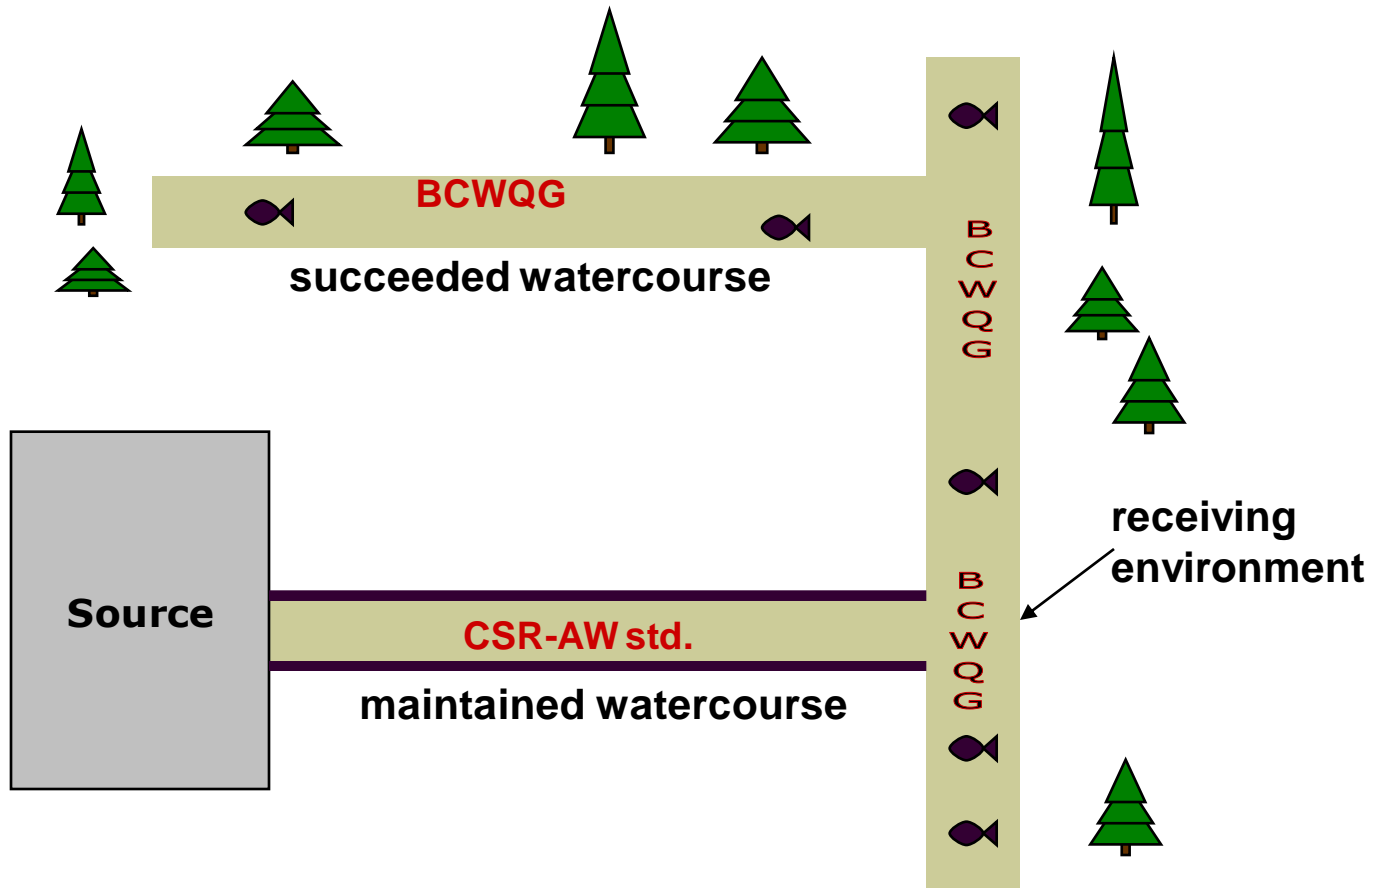 BCWQG
succeeded watercourse
B
C
W
Q
G
receiving
environment
Source
CSR-AW std.
maintained watercourse
B
C
W
Q
G